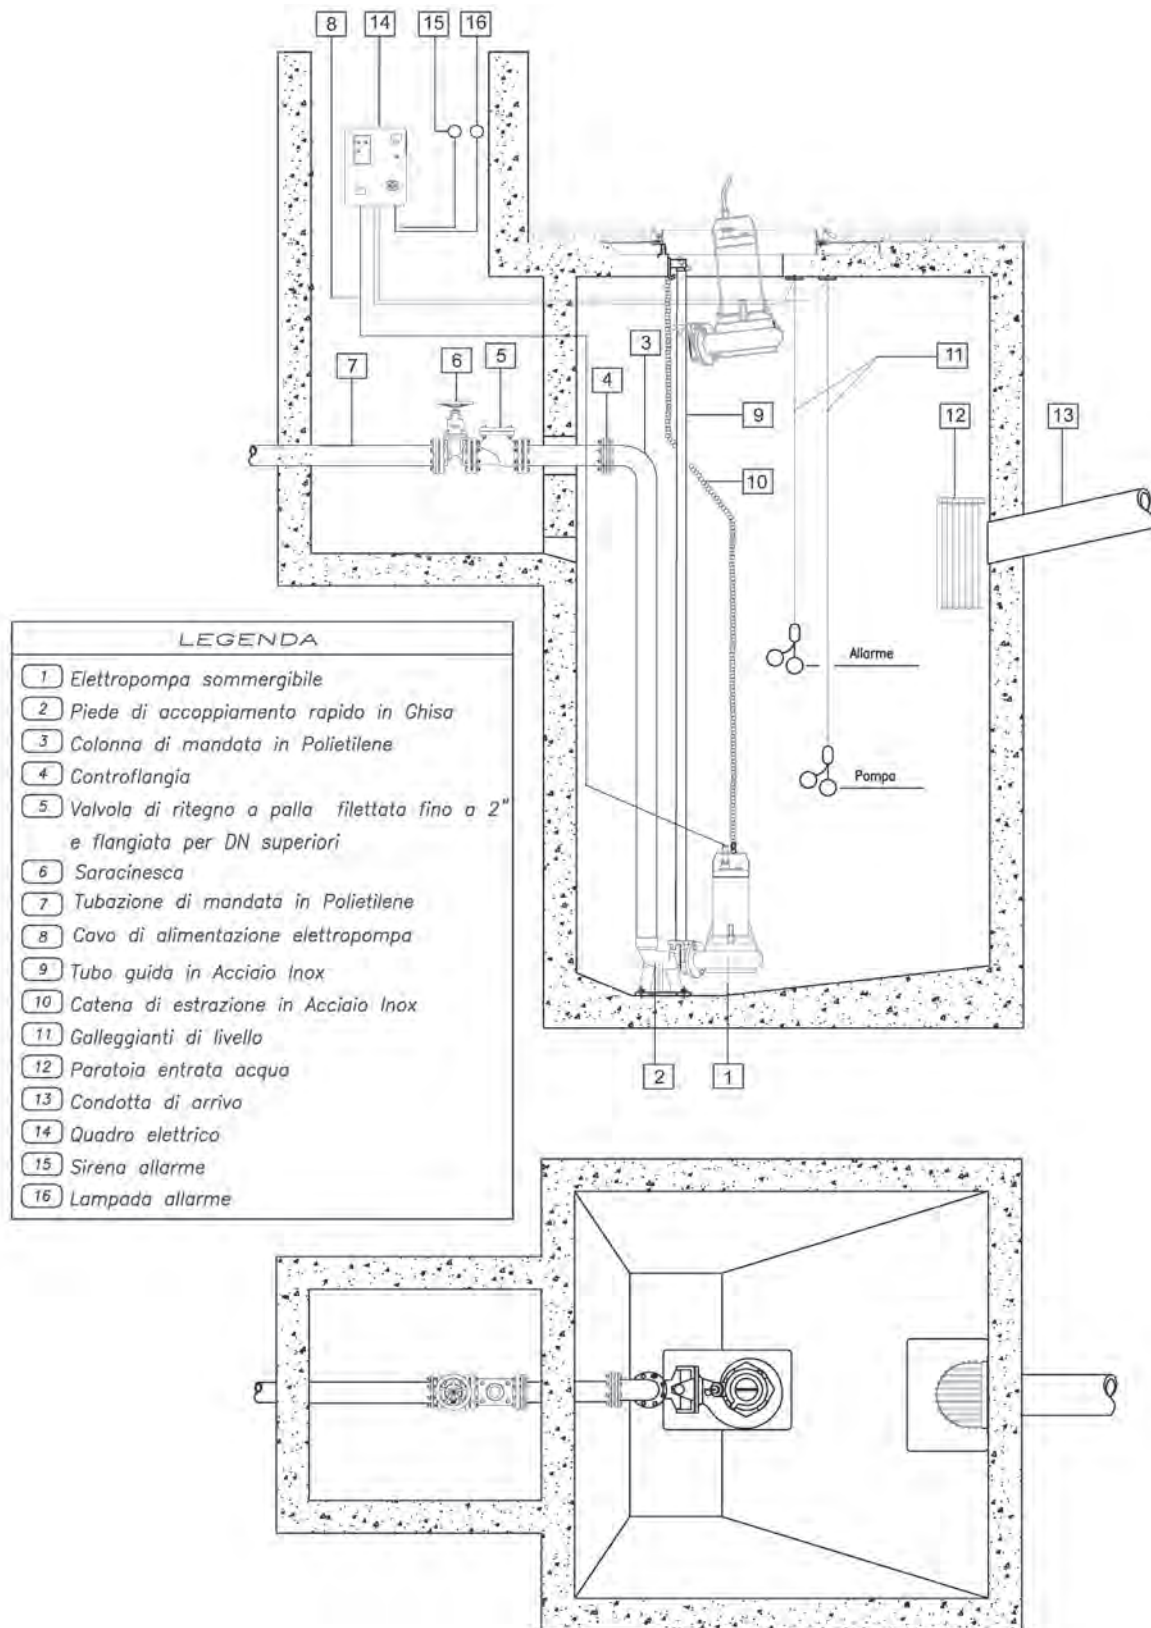 8 14 15 16
3
6 5
11
7
4
9
12 13
10
Allarme
Pompa
2 1
LEGENDA
1 Elettropompa sommergibile
2 Piede di accoppiamento rapido in Ghisa
3 Colonna di mandata in Polietilene
4 Controflangia
5 Valvola di ritegno a palla filettata fino a 2"
e flangiata per DN superiori
6 Saracinesca
7 Tubazione di mandata in Polietilene
8 Cavo di alimentazione elettropompa
9 Tubo guida in Acciaio Inox
10 Catena di estrazione in Acciaio Inox
11 Galleggianti di livello
12 Paratoia entrata acqua
13 Condotta di arrivo
14 Quadro elettrico
15 Sirena allarme
16 Lampada allarme